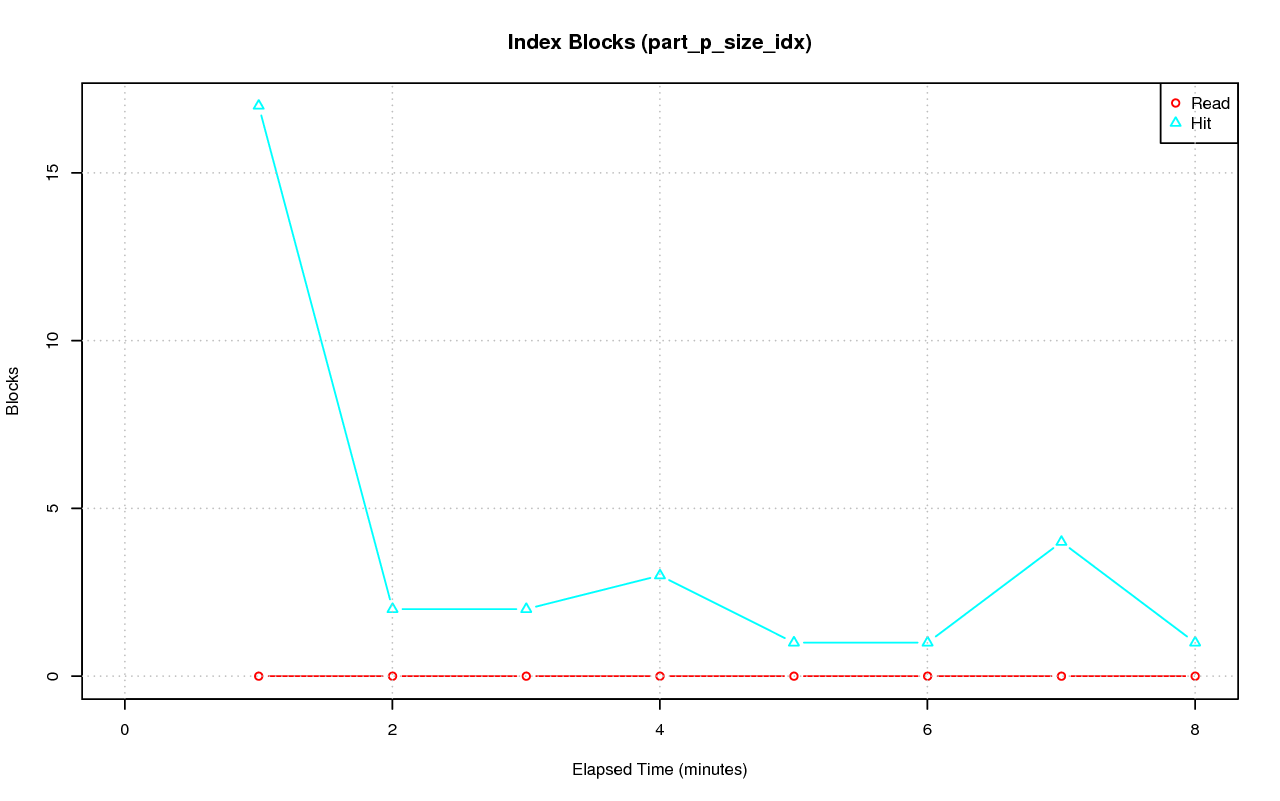 Index Blocks (part_p_size_idx)
Read
Hit
15
10
5
0
Blocks
0 2 4 6 8
Elapsed Time (minutes)